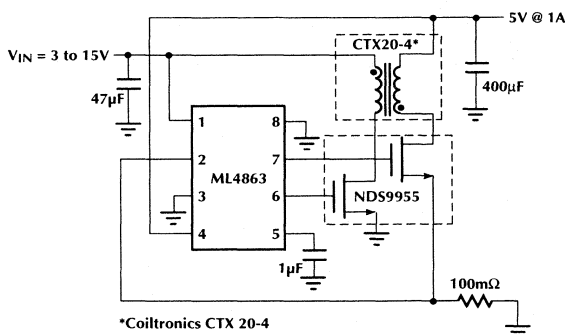 5V @ 1A
CTX20-4*
VIN = 3 to 15V
47µF
400µF
1 8
2 7
ML4863
3 6
4 5
NDS9955
1µF
100mΩ
*Coiltronics CTX 20-4